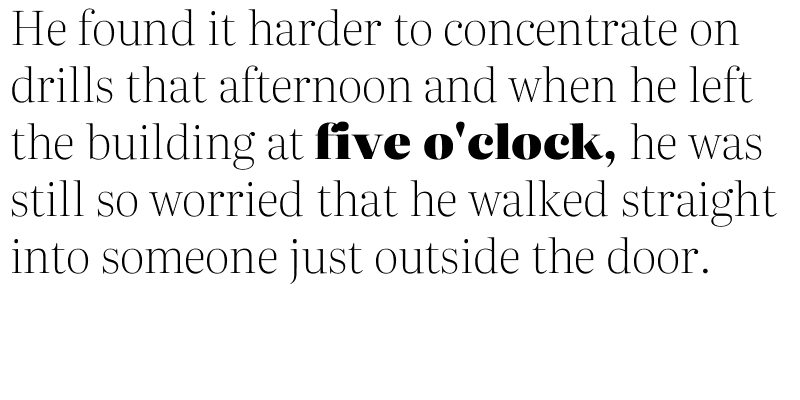 He found it harder to concentrate on
drills that afternoon and when he left
the building at five o'clock, he was
still so worried that he walked straight
into someone just outside the door.